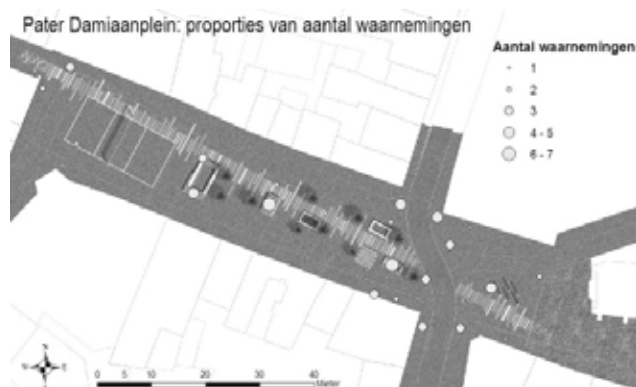 Pater Damiaanplein: proporties van aantal waarnemingen
Aantal waarnemingen
1
2
3
4 - 5
6 - 7
N
W
0 5 10 20 30 40
Meter